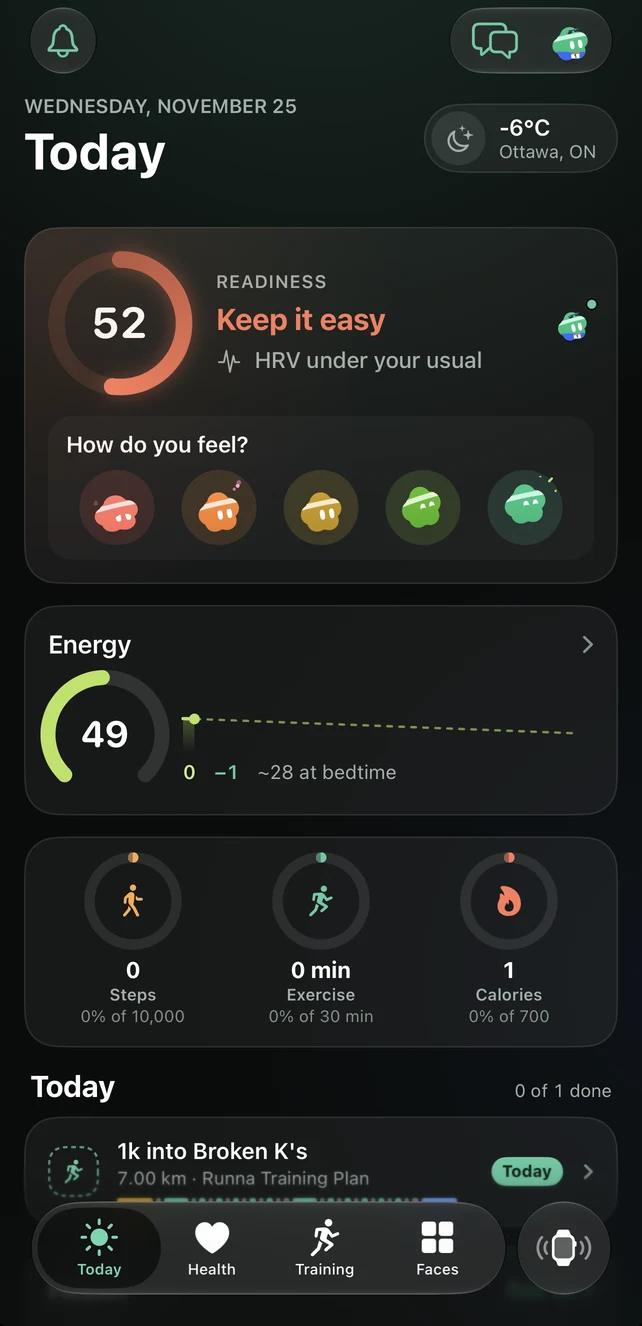 WEDNESDAY, NOVEMBER 25
Today
-6°C
Ottawa, ON
52
READINESS
Keep it easy
HRV under your usual
How do you feel?
Energy
49
0 −1 ~28 at bedtime
0
Steps
0% of 10,000
0 min
Exercise
0% of 30 min
1
Calories
0% of 700
Today
0 of 1 done
1k into Broken K's
7.00 km · Runna Training Plan
Today
Today
Health
Training
Faces